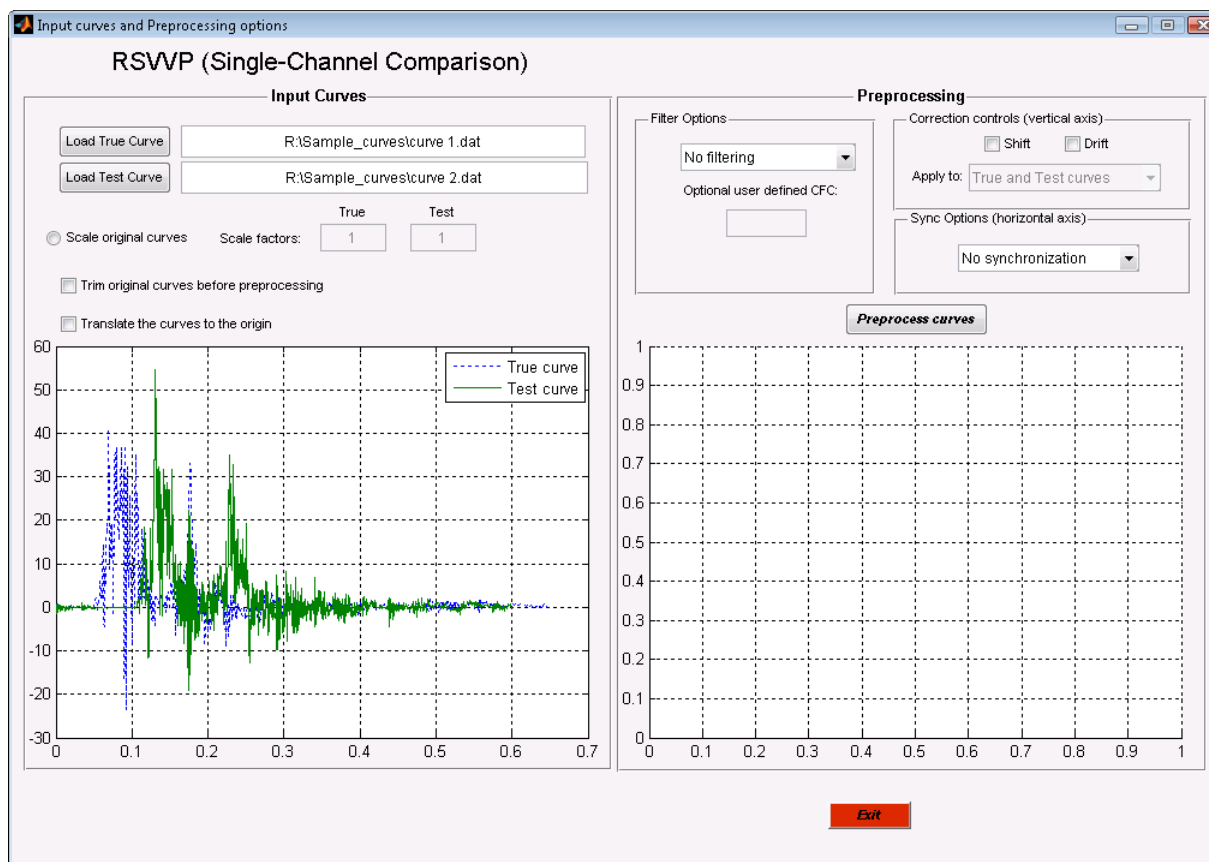 Input curves and Preprocessing options
RSVVP (Single-Channel Comparison)
Input Curves
Load True Curve
R:\Sample_curves\curve 1.dat
Load Test Curve
R:\Sample_curves\curve 2.dat
True Test
Scale original curves Scale factors: 1 1
Trim original curves before preprocessing
Translate the curves to the origin
True curve
Test curve
60
50
40
30
20
10
0
-10
-20
-30
0 0.1 0.2 0.3 0.4 0.5 0.6 0.7
Preprocessing
Filter Options
No filtering
Optional user defined CFC:
Correction controls (vertical axis)
Shift Drift
Apply to: True and Test curves
Sync Options (horizontal axis)
No synchronization
Preprocess curves
1
0.9
0.8
0.7
0.6
0.5
0.4
0.3
0.2
0.1
0
0 0.1 0.2 0.3 0.4 0.5 0.6 0.7 0.8 0.9 1
Exit